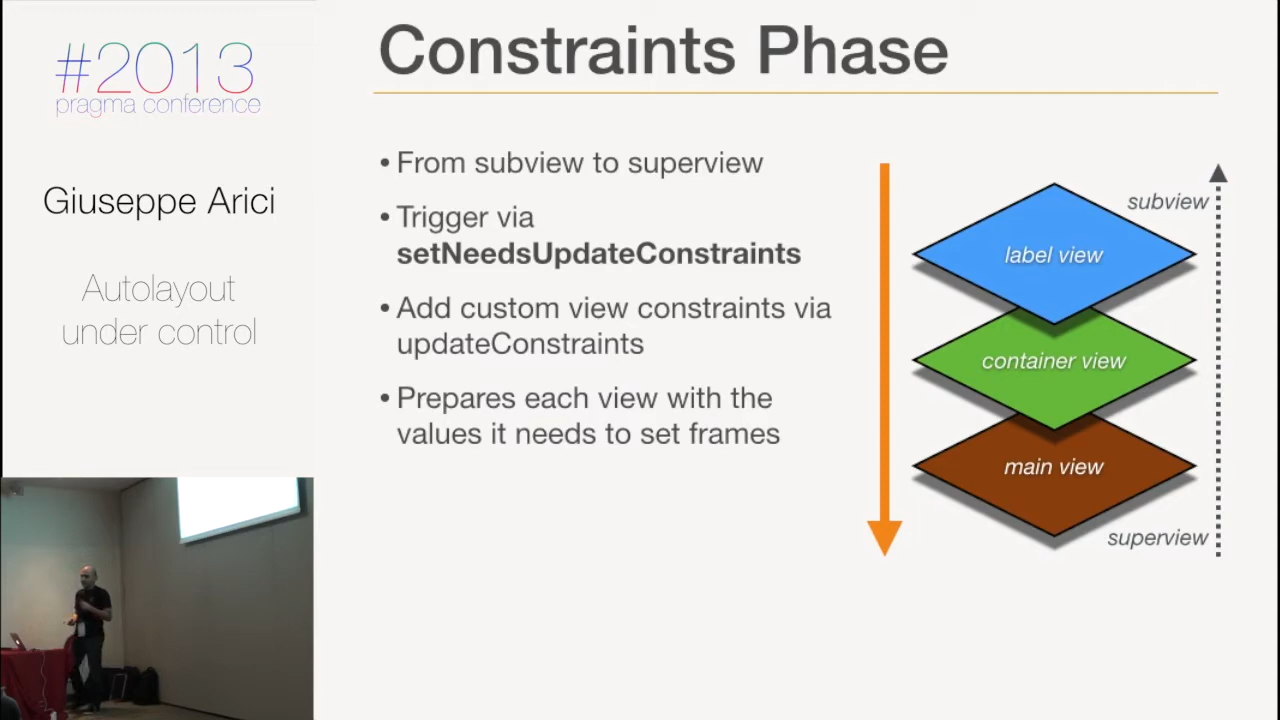 #2013
pragma conference
Giuseppe Arici
Autolayout
under control
Constraints Phase
• From subview to superview
• Trigger via
setNeedsUpdateConstraints
• Add custom view constraints via
updateConstraints
• Prepares each view with the
values it needs to set frames
subview
label view
container view
main view
superview